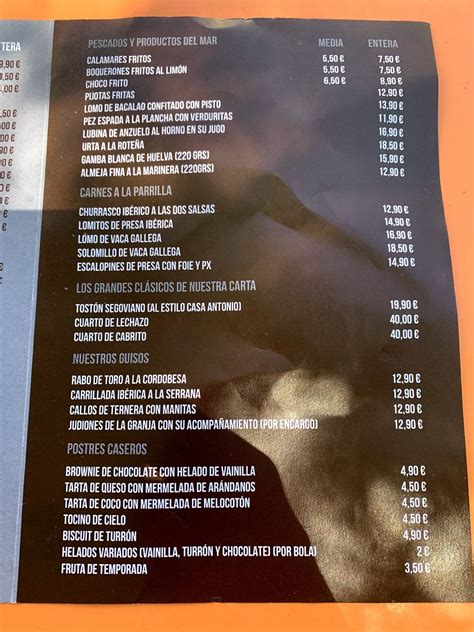 PESCADOS Y PRODUCTOS DEL MAR MEDIA ENTERA
CALAMARES FRITOS 5,50 € 7,50 €
BOQUERONES FRITOS AL LIMÓN 5,50 € 7,50 €
CHOCO FRITO 6,50 € 8,90 €
PIJOTAS FRITAS 12,90 €
LOMO DE BACALAO CONFITADO CON PISTO 13,90 €
PEZ ESPADA A LA PLANCHA CON VERDURITAS 11,90 €
LUBINA DE ANZUELO AL HORNO EN SU JUGO 16,90 €
URTA A LA ROTEÑA 18,50 €
GAMBA BLANCA DE HUELVA (220 GRS) 15,90 €
ALMEJA FINA A LA MARINERA (220GRS) 12,90 €
CARNES A LA PARRILLA
CHURRASCO IBÉRICO A LAS DOS SALSAS 12,90 €
LOMITOS DE PRESA IBÉRICA 14,90 €
LOMO DE VACA GALLEGA 16,90 €
SOLOMILLO DE VACA GALLEGA 18,50 €
ESCALOPINES DE PRESA CON FOIE Y PX 14,90 €
LOS GRANDES CLÁSICOS DE NUESTRA CARTA
TOSTÓN SEGOVIANO (AL ESTILO CASA ANTONIO) 19,90 €
CUARTO DE LECHAZO 40,00 €
CUARTO DE CABRITO 40,00 €
NUESTROS GUISOS
RABO DE TORO A LA CORDOBESA 12,90 €
CARRILLADA IBÉRICA A LA SERRANA 12,90 €
CALLOS DE TERNERA CON MANITAS 12,90 €
JUDIONES DE LA GRANJA CON SU ACOMPAÑAMIENTO (POR ENCARGO) 12,90 €
POSTRES CASEROS
BROWNIE DE CHOCOLATE CON HELADO DE VAINILLA 4,90 €
TARTA DE QUESO CON MERMELADA DE ARÁNDANOS 4,50 €
TARTA DE COCO CON MERMELADA DE MELOCOTÓN 4,50 €
TOCINO DE CIELO 4,50 €
BISCUIT DE TURRÓN 4,90 €
HELADOS VARIADOS (VAINILLA, TURRÓN Y CHOCOLATE) (POR BOLA) 2 €
FRUTA DE TEMPORADA 3,50 €